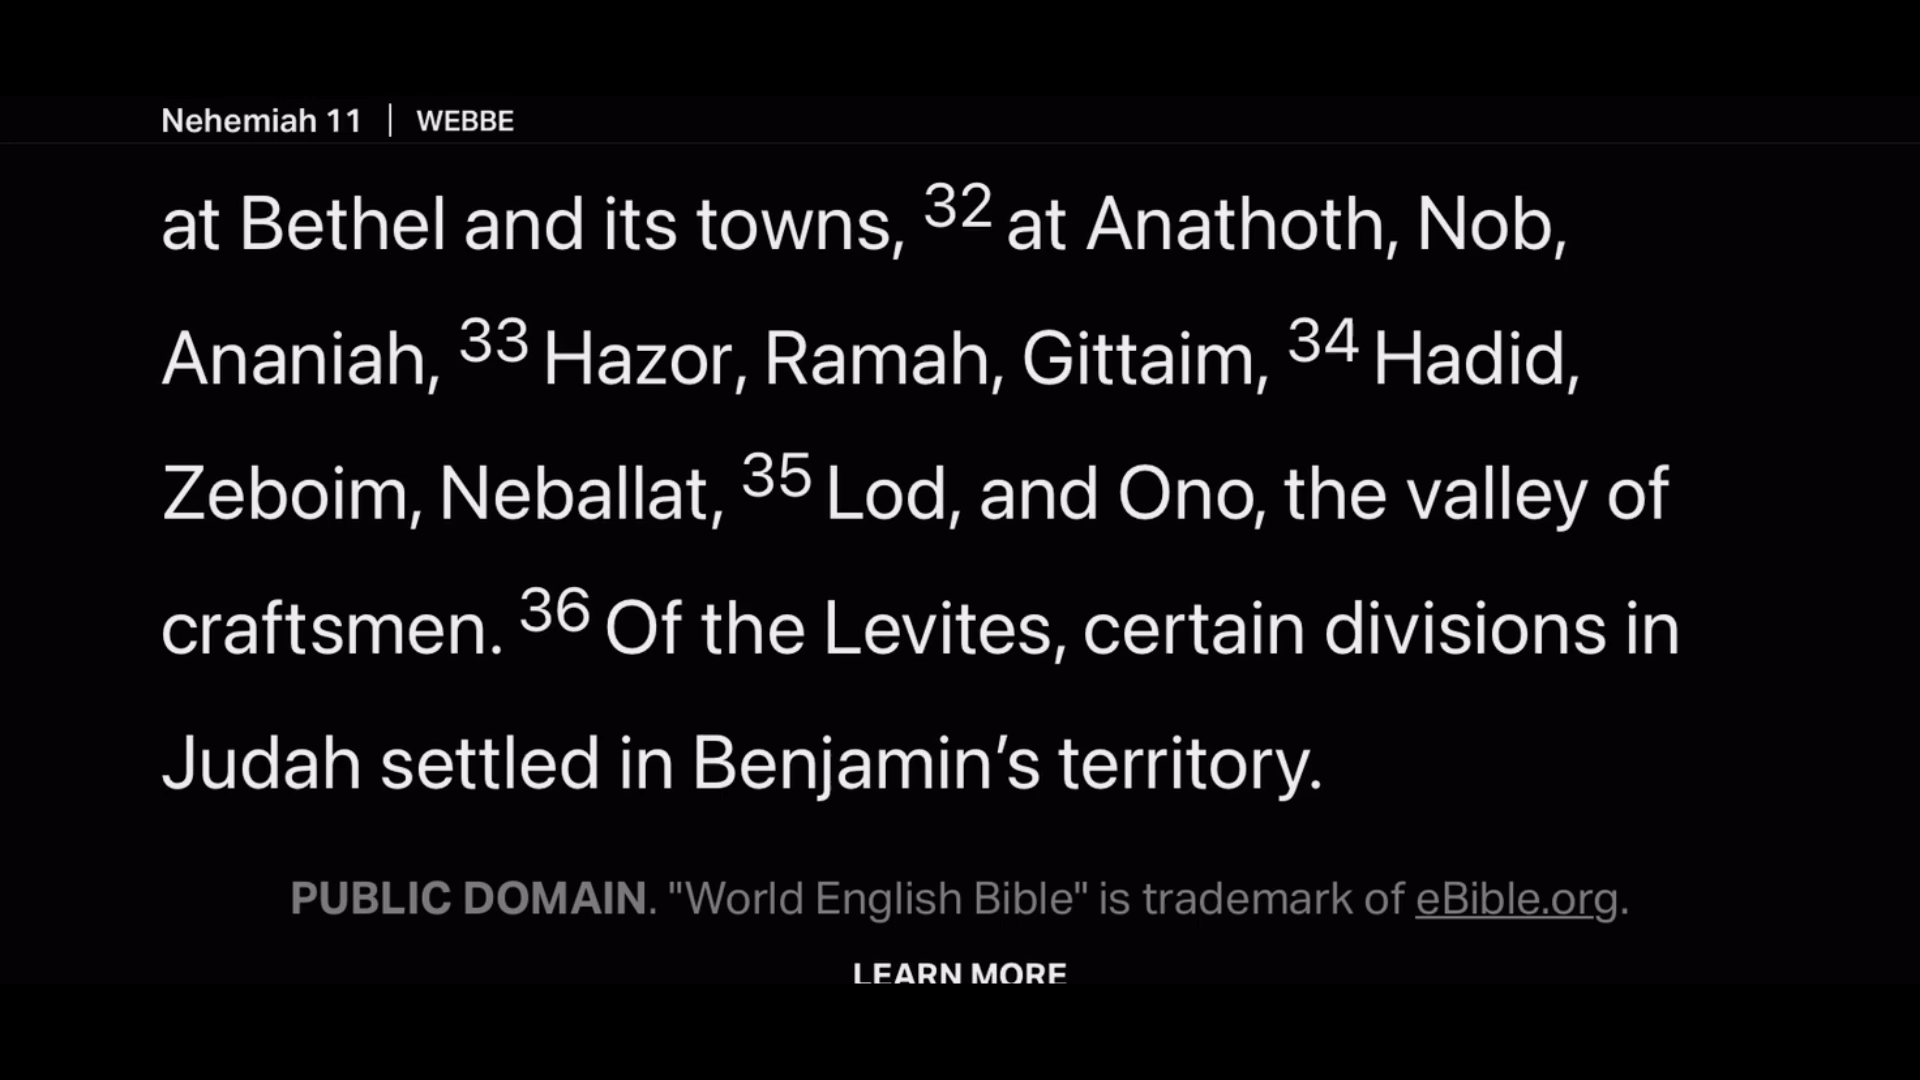 Nehemiah 11 | WEBBE
at Bethel and its towns, 32 at Anathoth, Nob,
Ananiah, 33 Hazor, Ramah, Gittaim, 34 Hadid,
Zeboim, Neballat, 35 Lod, and Ono, the valley of
craftsmen. 36 Of the Levites, certain divisions in
Judah settled in Benjamin’s territory.
PUBLIC DOMAIN. "World English Bible" is trademark of eBible.org.
LEARN MORE